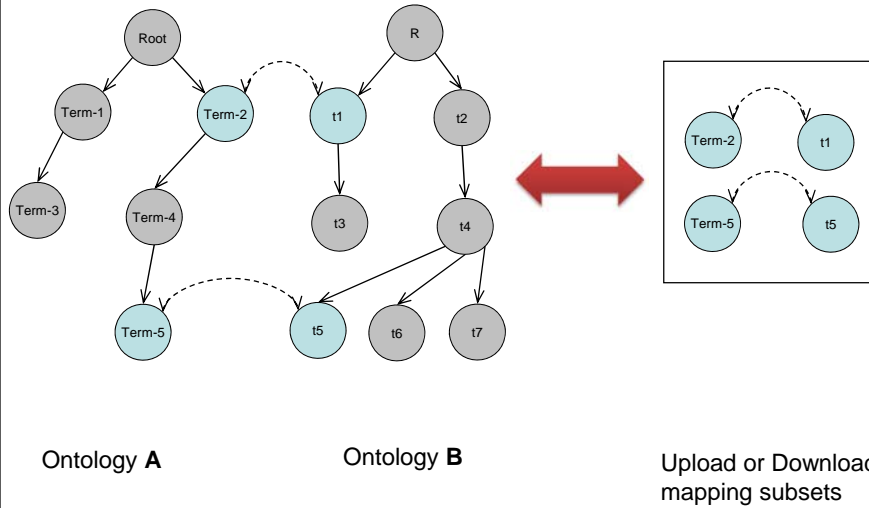 Root
R
Term-1
Term-2
t1
t2
Term-2
t1
Term-3
Term-4
t3
t4
Term-5
t5
Term-5
t5
t6
t7
Ontology A
Ontology B
Upload or Download
mapping subsets